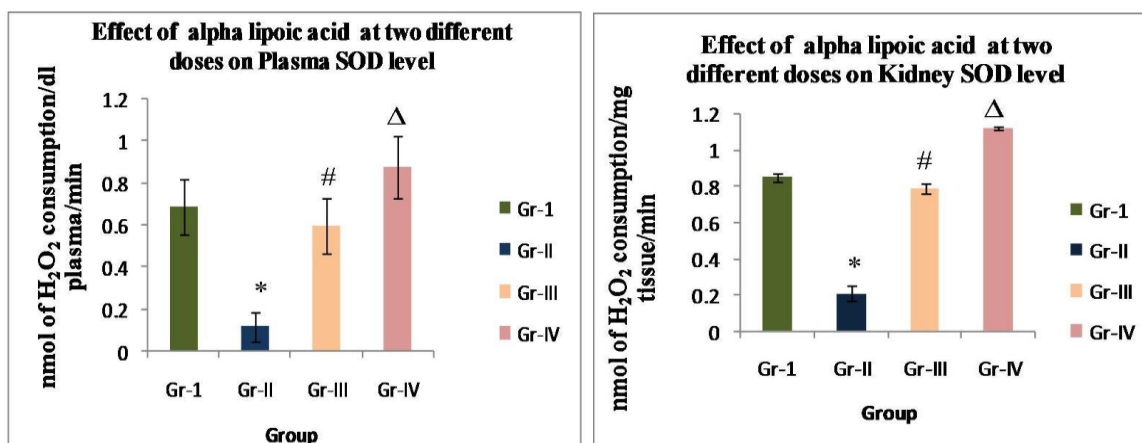 Effect of alpha lipoic acid at two different
doses on Plasma SOD level
nmol of H₂O₂ consumption/dl
plasma/min
1.2
1
0.8
0.6
0.4
0.2
0
*
#
Δ
Gr-1
Gr-II
Gr-III
Gr-IV
Group
Gr-1
Gr-II
Gr-III
Gr-IV
Effect of alpha lipoic acid at two
different doses on Kidney SOD level
nmol of H₂O₂ consumption/mg
tissue/min
1.2
1
0.8
0.6
0.4
0.2
0
*
#
Δ
Gr-1
Gr-II
Gr-III
Gr-IV
Group
Gr-1
Gr-II
Gr-III
Gr-IV